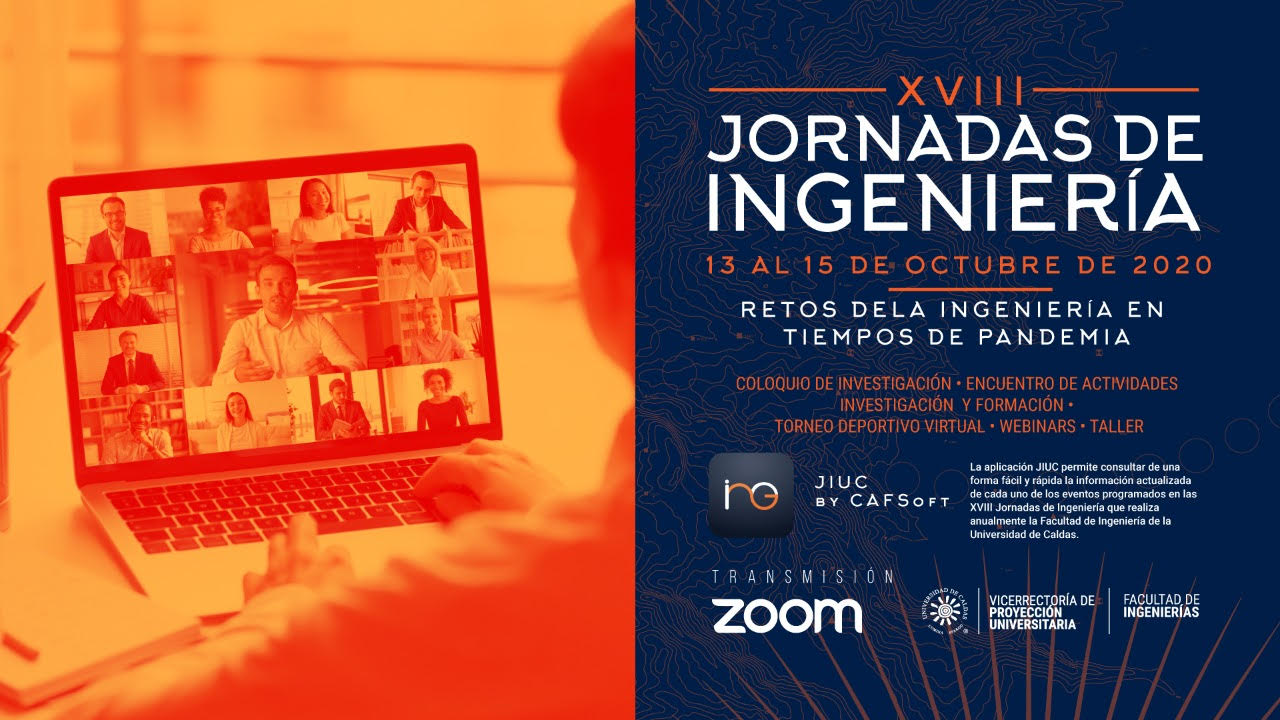 XVIII
JORNADAS DE
INGENIERÍA
13 AL 15 DE OCTUBRE DE 2020
RETOS DELA INGENIERÍA EN
TIEMPOS DE PANDEMIA
COLOQUIO DE INVESTIGACIÓN • ENCUENTRO DE ACTIVIDADES
INVESTIGACIÓN Y FORMACIÓN •
TORNEO DEPORTIVO VIRTUAL • WEBINARS • TALLER
ing
JIUC
BY CAFSOFT
La aplicación JIUC permite consultar de una
forma fácil y rápida la información actualizada
de cada uno de los eventos programados en las
XVIII Jornadas de Ingeniería que realiza
anualmente la Facultad de Ingeniería de la
Universidad de Caldas.
TRANSMISIÓN
zoom
UNIVERSIDAD DE CALDAS
VICERRECTORÍA DE
PROYECCIÓN
UNIVERSITARIA
FACULTAD DE
INGENIERÍAS